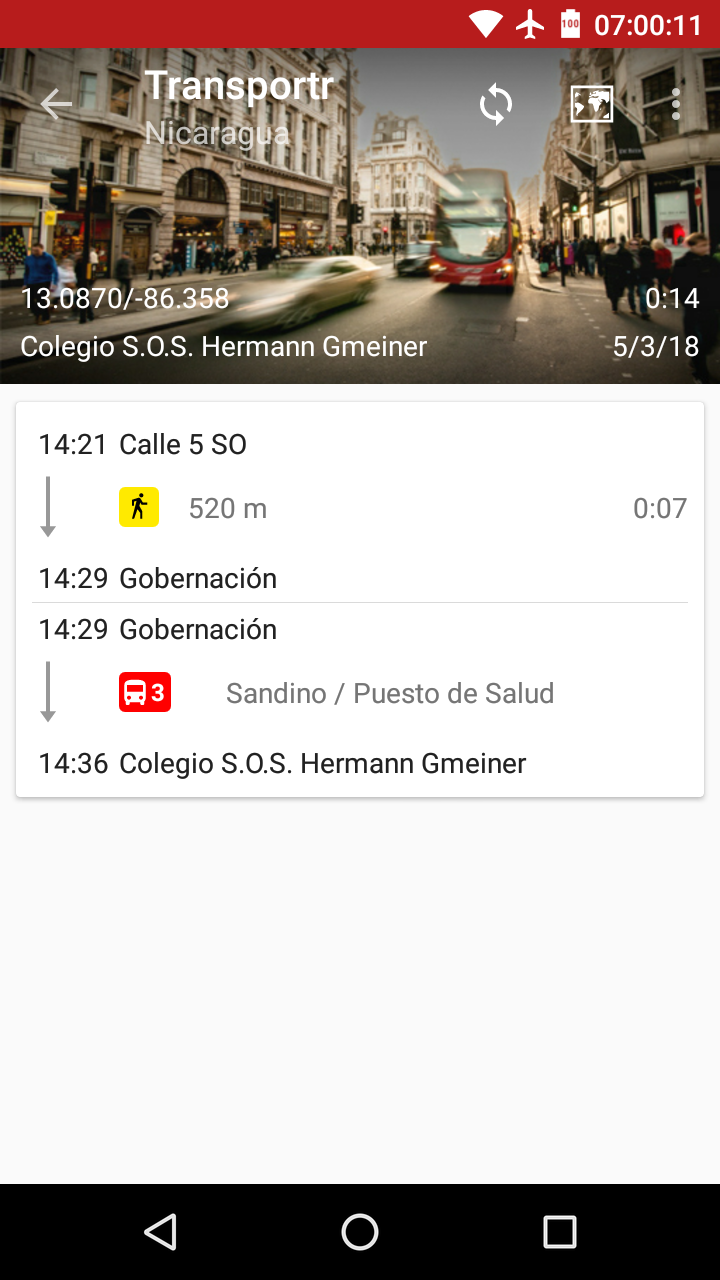 100 07:00:11
Transportr
Nicaragua
13.0870/-86.358 0:14
Colegio S.O.S. Hermann Gmeiner 5/3/18
14:21 Calle 5 SO
520 m 0:07
14:29 Gobernación
14:29 Gobernación
3 Sandino / Puesto de Salud
14:36 Colegio S.O.S. Hermann Gmeiner